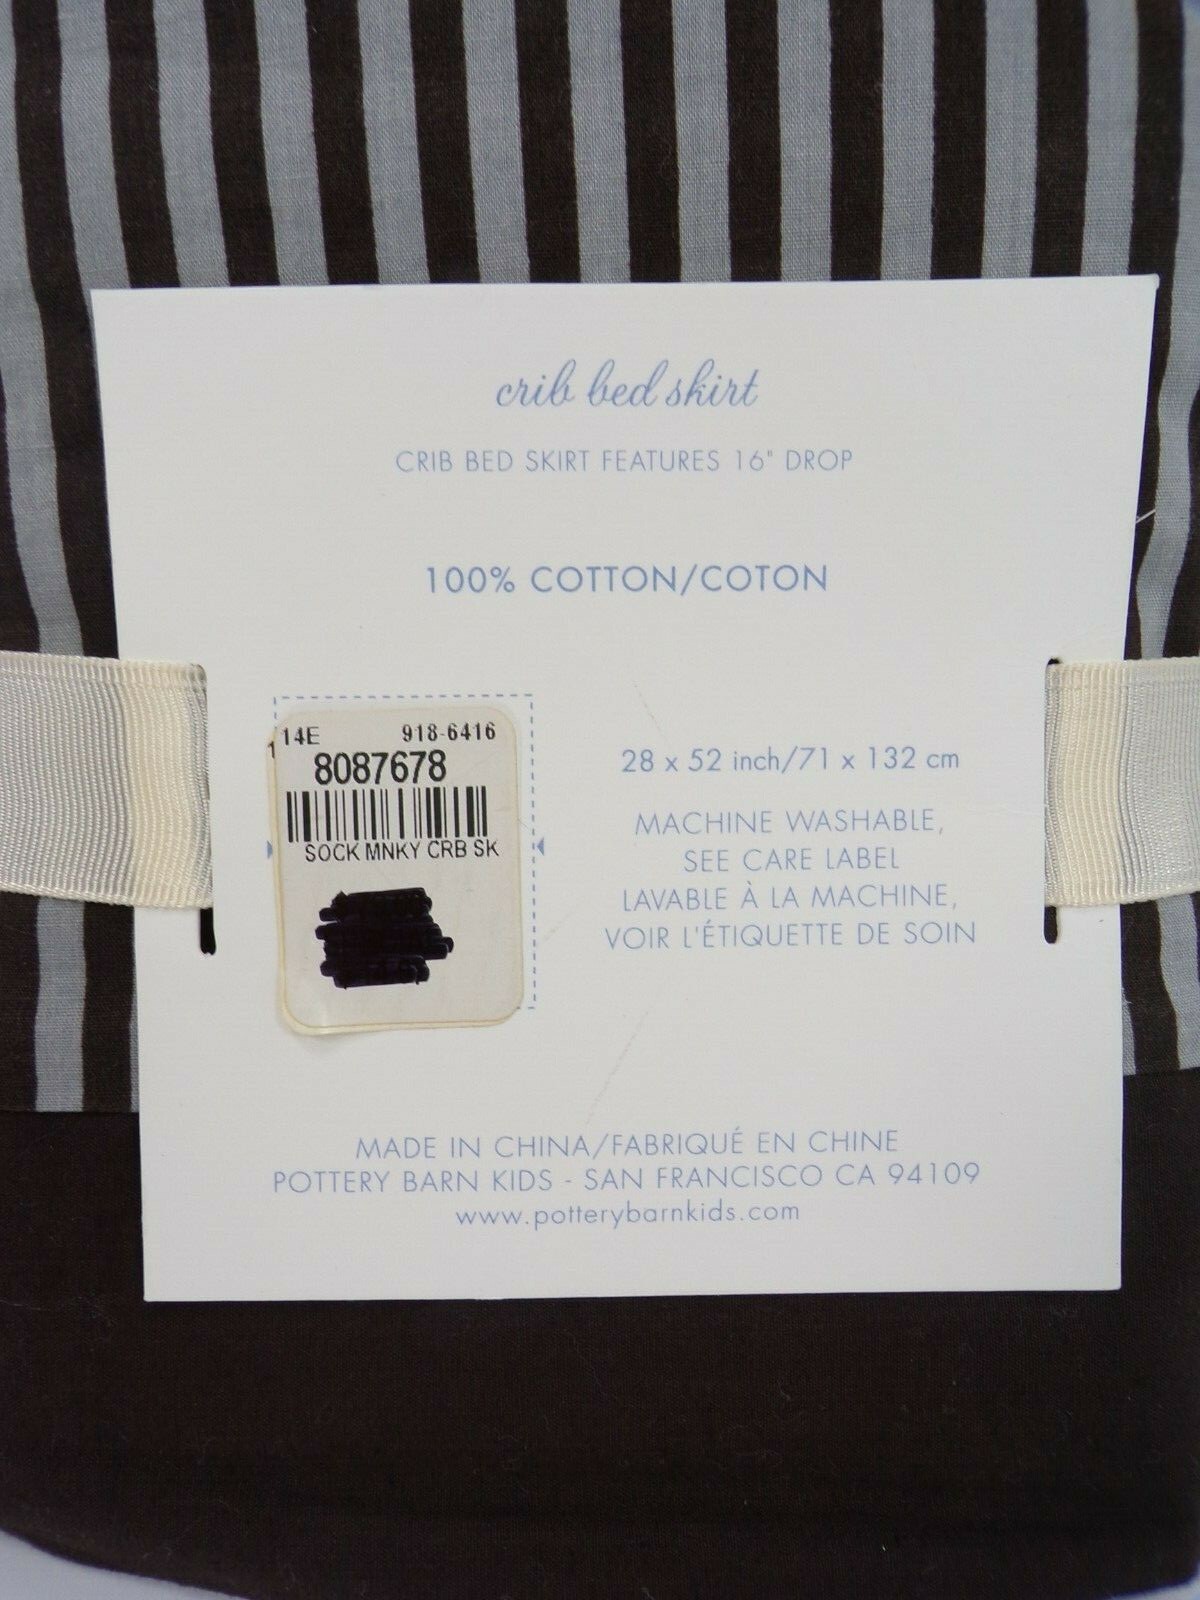 crib bed skirt
CRIB BED SKIRT FEATURES 16" DROP
100% COTTON/COTON
14E 918-6416
8087678
SOCK MNKY CRB SK
28 x 52 inch/71 x 132 cm
MACHINE WASHABLE,
SEE CARE LABEL
LAVABLE À LA MACHINE,
VOIR L'ÉTIQUETTE DE SOIN
MADE IN CHINA/FABRIQUÉ EN CHINE
POTTERY BARN KIDS - SAN FRANCISCO CA 94109
www.potterybarnkids.com